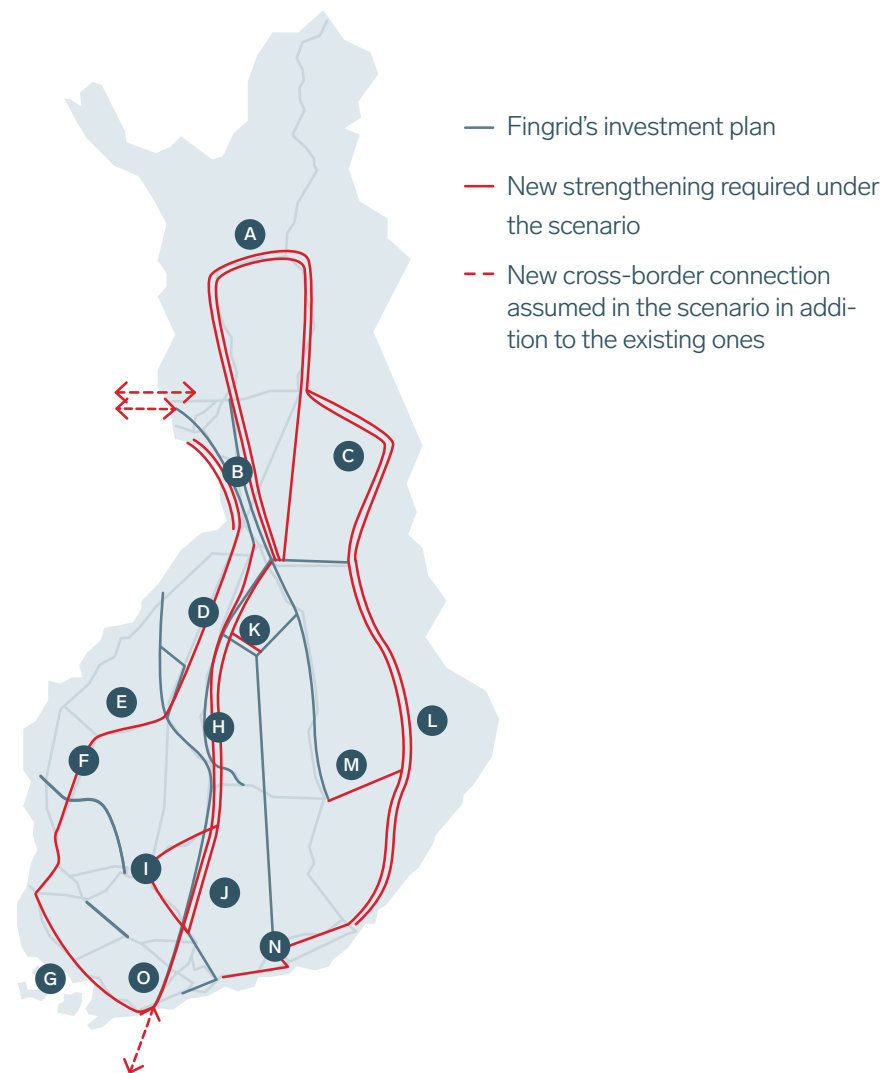 Fingrid's investment plan
New strengthening required under
the scenario
New cross-border connection
assumed in the scenario in addi-
tion to the existing ones
A
B
C
D
K
E
L
H
F
M
I
J
N
G
O